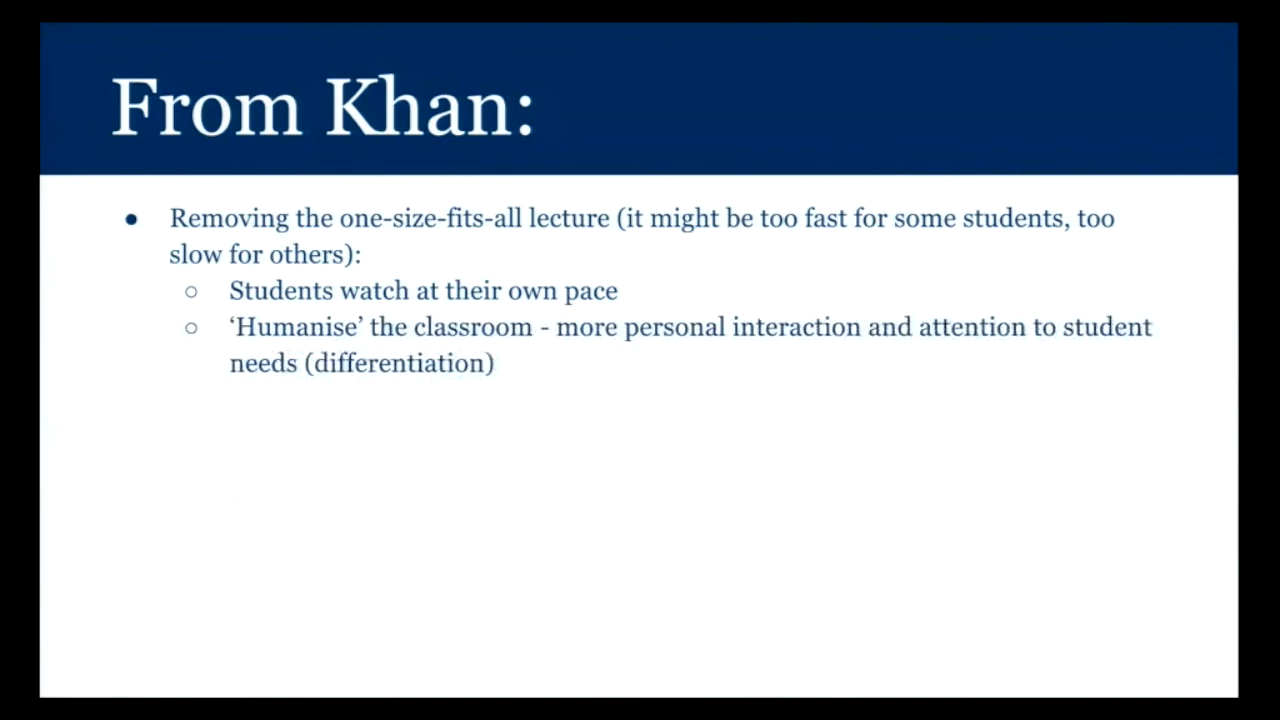 From Khan:
● Removing the one-size-fits-all lecture (it might be too fast for some students, too
slow for others):
○ Students watch at their own pace
○ ‘Humanise’ the classroom - more personal interaction and attention to student
needs (differentiation)